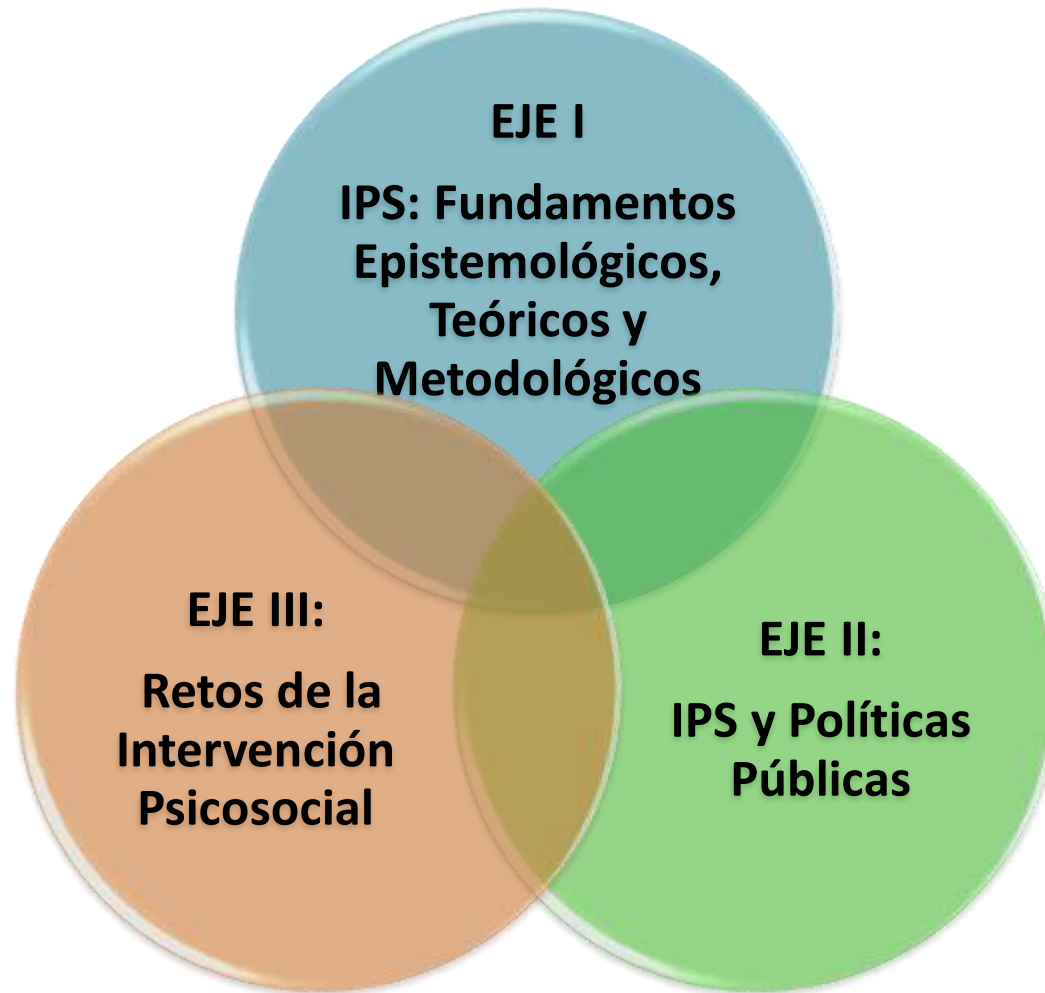 EJE I
IPS: Fundamentos
Epistemológicos,
Teóricos y
Metodológicos
EJE III:
Retos de la
Intervención
Psicosocial
EJE II:
IPS y Políticas
Públicas